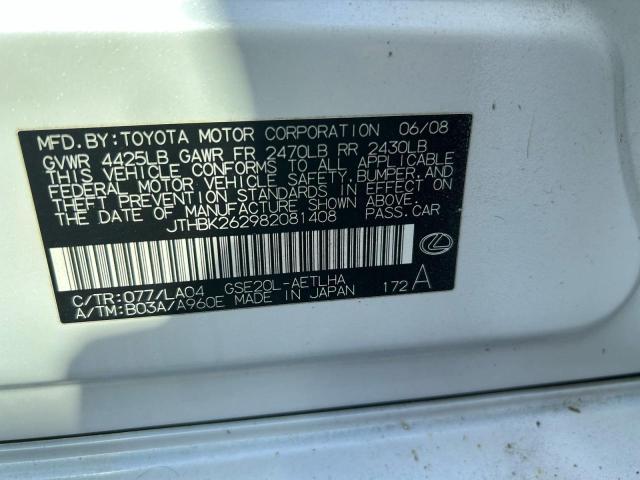 MFD.BY:TOYOTA MOTOR CORPORATION 06/08
GVWR 4425LB GAWR FR 2470LB RR 2430LB
THIS VEHICLE CONFORMS TO ALL APPLICABLE
FEDERAL MOTOR VEHICLE SAFETY, BUMPER, AND
THEFT PREVENTION STANDARDS IN EFFECT ON
THE DATE OF MANUFACTURE SHOWN ABOVE.
JTHBK262982081408 PASS.CAR
C/TR:077/LA04 GSE20L-AETLHA
A/TM:B03A/A960E MADE IN JAPAN 172 A